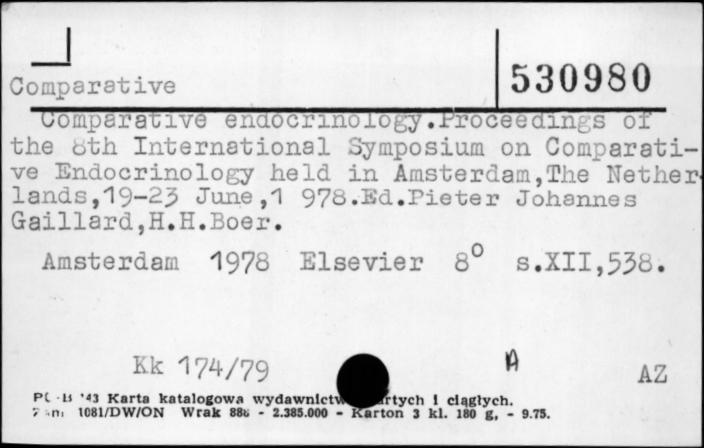 Comparative
530980
Comparative endocrinology.Proceedings of
the 8th International Symposium on Comparati-
ve Endocrinology held in Amsterdam,The Nether-
lands,19-23 June,1 978.Ed.Pieter Johannes
Gaillard,H.H.Boer.
Amsterdam 1978 Elsevier 8° s.XII,538.
Kk 174/79
A
AZ
43 Karta katalogowa wydawnictw ciągłych.
1081/DW/ON Wrak - 2.385.000 - Karton 3 kl. 180 g, - 9.75.